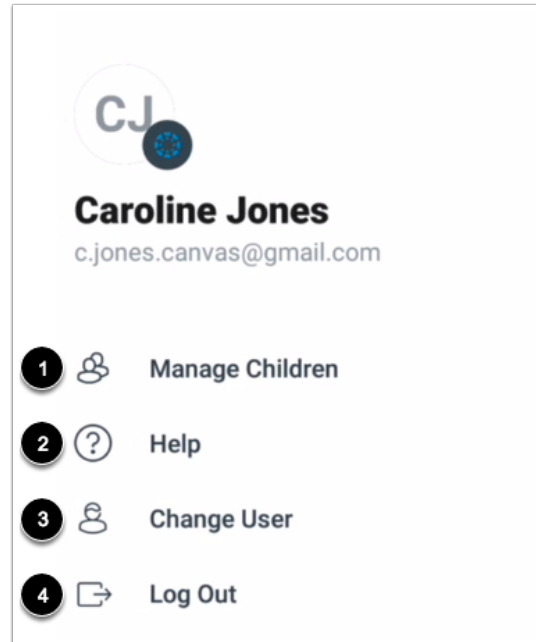 CJ
Caroline Jones
c.jones.canvas@gmail.com
1 Manage Children
2 ? Help
3 Change User
4 Log Out